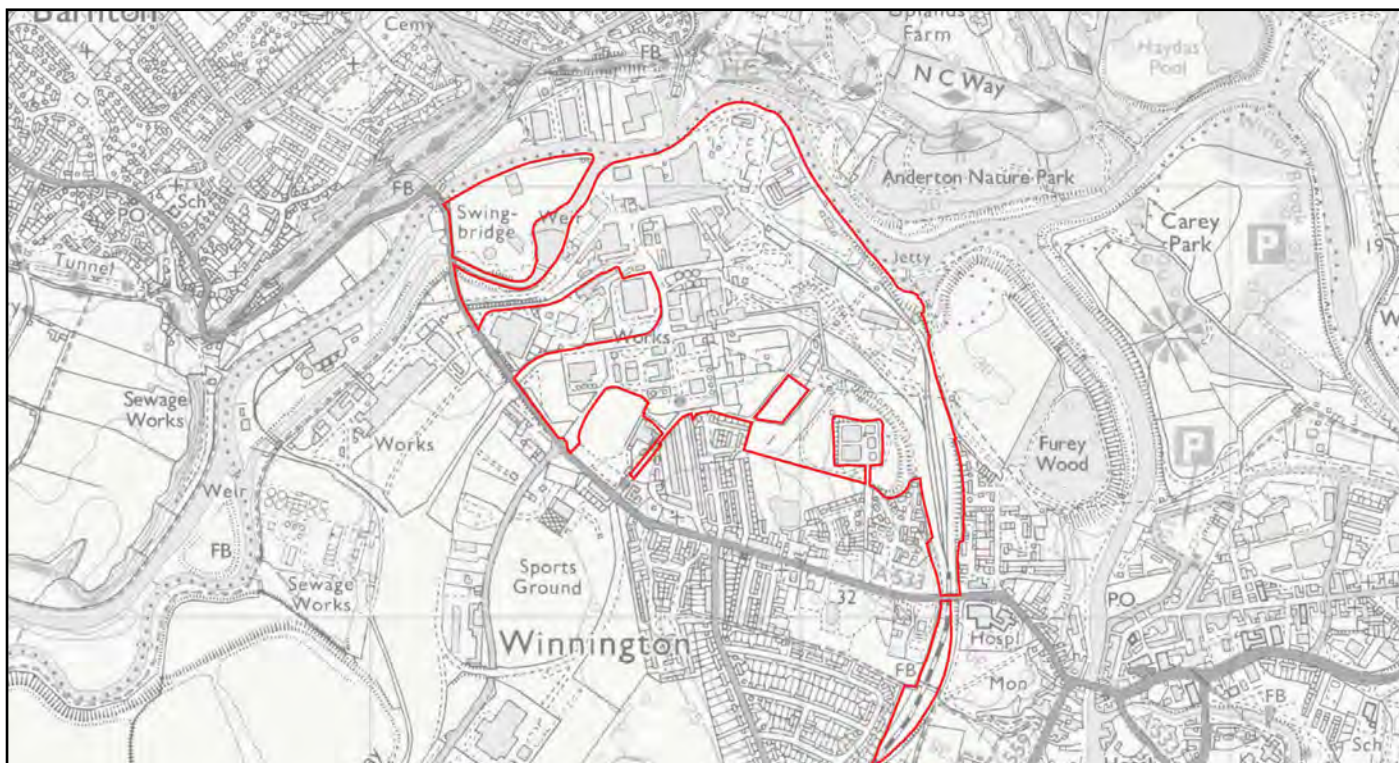 Barnton
Cemy
FB
Uplands
Farm
Haydas
Pool
N C Way
Anderton Nature Park
FB
Sch
PO
Swing-
bridge
Weir
Carey
Park
P
Tunnel
Jetty
Works
Sewage
Works
Works
Furey
Wood
P
Weir
FB
Sports
Ground
Sewage
Works
32
PO
Winnington
Hospl
FB
Mon
FB
Sch